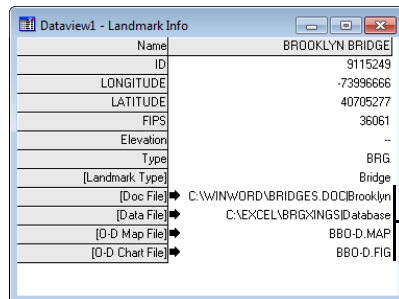 Dataview1 - Landmark Info
Name BROOKLYN BRIDGE
ID 9115249
LONGITUDE -73996666
LATITUDE 40705277
FIPS 36061
Elevation --
Type BRG
[Landmark Type] Bridge
[Doc File] C:\WINWORD\BRIDGES.DOC|Brooklyn
[Data File] C:\EXCEL\BRGXINGS|Database
[O-D Map File] BBO-D.MAP
[O-D Chart File] BBO-D.FIG